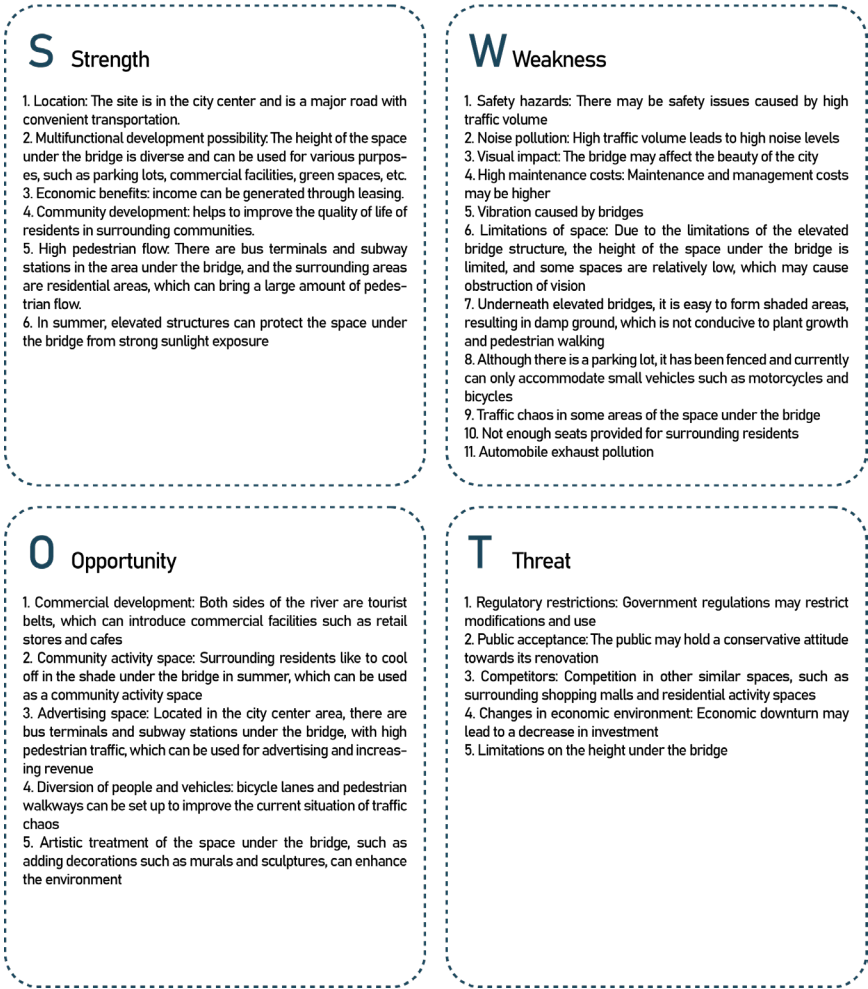 S Strength
1. Location: The site is in the city center and is a major road with
convenient transportation.
2. Multifunctional development possibility: The height of the space
under the bridge is diverse and can be used for various purpos-
es, such as parking lots, commercial facilities, green spaces, etc.
3. Economic benefits: income can be generated through leasing.
4. Community development: helps to improve the quality of life of
residents in surrounding communities.
5. High pedestrian flow: There are bus terminals and subway
stations in the area under the bridge, and the surrounding areas
are residential areas, which can bring a large amount of pedes-
trian flow.
6. In summer, elevated structures can protect the space under
the bridge from strong sunlight exposure
W Weakness
1. Safety hazards: There may be safety issues caused by high
traffic volume
2. Noise pollution: High traffic volume leads to high noise levels
3. Visual impact: The bridge may affect the beauty of the city
4. High maintenance costs: Maintenance and management costs
may be higher
5. Vibration caused by bridges
6. Limitations of space: Due to the limitations of the elevated
bridge structure, the height of the space under the bridge is
limited, and some spaces are relatively low, which may cause
obstruction of vision
7. Underneath elevated bridges, it is easy to form shaded areas,
resulting in damp ground, which is not conducive to plant growth
and pedestrian walking
8. Although there is a parking lot, it has been fenced and currently
can only accommodate small vehicles such as motorcycles and
bicycles
9. Traffic chaos in some areas of the space under the bridge
10. Not enough seats provided for surrounding residents
11. Automobile exhaust pollution
O Opportunity
1. Commercial development: Both sides of the river are tourist
belts, which can introduce commercial facilities such as retail
stores and cafes
2. Community activity space: Surrounding residents like to cool
off in the shade under the bridge in summer, which can be used
as a community activity space
3. Advertising space: Located in the city center area, there are
bus terminals and subway stations under the bridge, with high
pedestrian traffic, which can be used for advertising and increas-
ing revenue
4. Diversion of people and vehicles: bicycle lanes and pedestrian
walkways can be set up to improve the current situation of traffic
chaos
5. Artistic treatment of the space under the bridge, such as
adding decorations such as murals and sculptures, can enhance
the environment
T Threat
1. Regulatory restrictions: Government regulations may restrict
modifications and use
2. Public acceptance: The public may hold a conservative attitude
towards its renovation
3. Competitors: Competition in other similar spaces, such as
surrounding shopping malls and residential activity spaces
4. Changes in economic environment: Economic downturn may
lead to a decrease in investment
5. Limitations on the height under the bridge